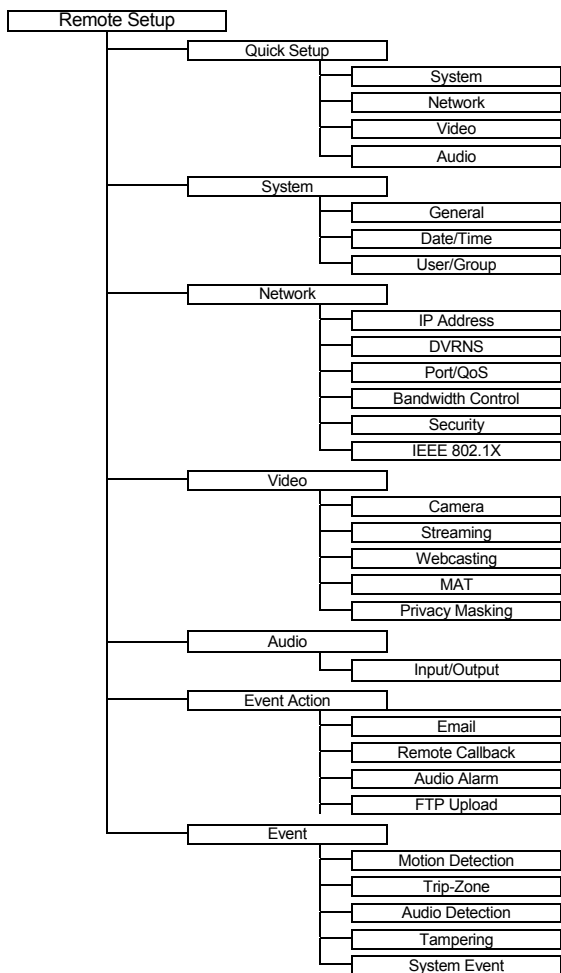 Remote Setup
Quick Setup
System
Network
Video
Audio
System
General
Date/Time
User/Group
Network
IP Address
DVRNS
Port/QoS
Bandwidth Control
Security
IEEE 802.1X
Video
Camera
Streaming
Webcasting
MAT
Privacy Masking
Audio
Input/Output
Event Action
Email
Remote Callback
Audio Alarm
FTP Upload
Event
Motion Detection
Trip-Zone
Audio Detection
Tampering
System Event